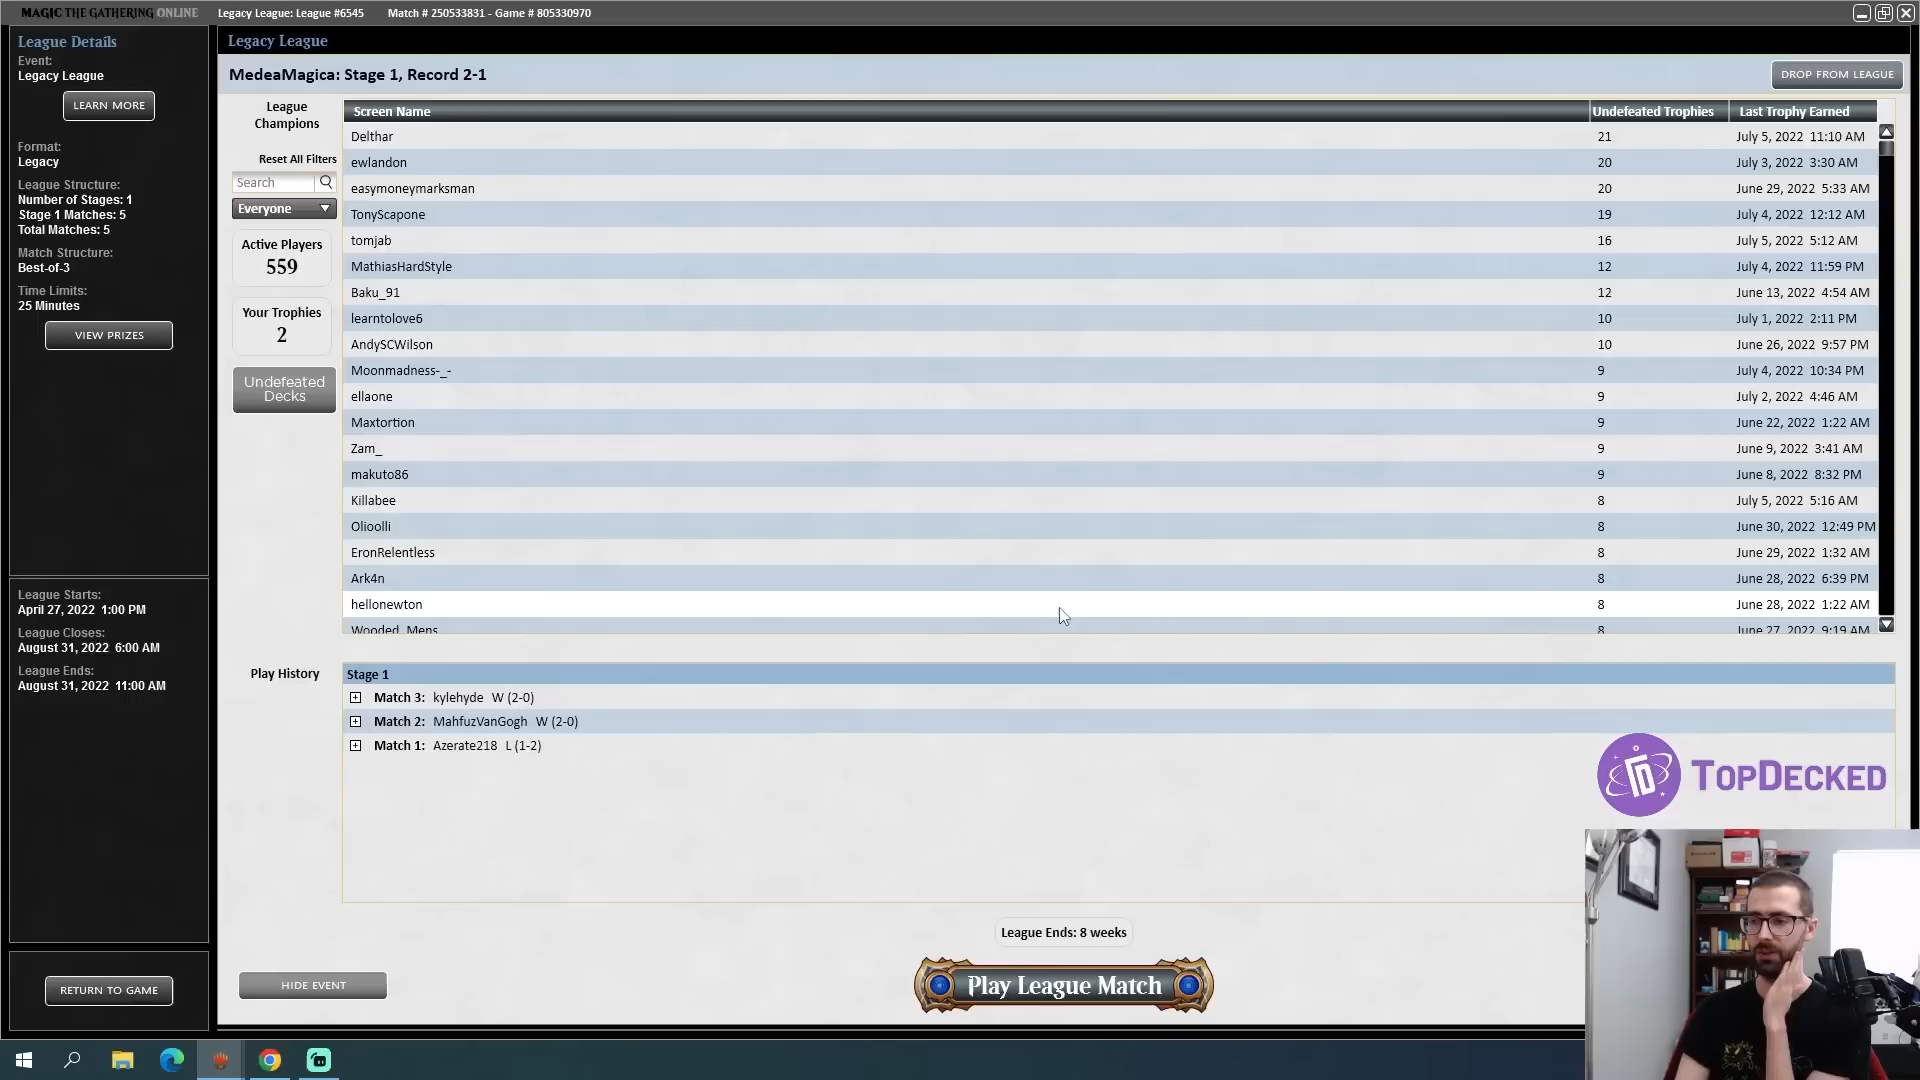 MAGIC THE GATHERING ONLINE
Legacy League: League #6545
Match # 250533831 - Game # 805330970
League Details
Event:
Legacy League
LEARN MORE
Format:
Legacy
League Structure:
Number of Stages: 1
Stage 1 Matches: 5
Total Matches: 5
Match Structure:
Best-of-3
Time Limits:
25 Minutes
VIEW PRIZES
League Starts:
April 27, 2022 1:00 PM
League Closes:
August 31, 2022 6:00 AM
League Ends:
August 31, 2022 11:00 AM
RETURN TO GAME
Legacy League
MedeaMagica: Stage 1, Record 2-1
DROP FROM LEAGUE
League
Champions
Reset All Filters
Search
Everyone
Active Players
559
Your Trophies
2
Undefeated
Decks
Screen Name Undefeated Trophies Last Trophy Earned
Delthar 21 July 5, 2022 11:10 AM
ewlandon 20 July 3, 2022 3:30 AM
easymoneymarksman 20 June 29, 2022 5:33 AM
TonyScapone 19 July 4, 2022 12:12 AM
tomjab 16 July 5, 2022 5:12 AM
MathiasHardStyle 12 July 4, 2022 11:59 PM
Baku_91 12 June 13, 2022 4:54 AM
learntolove6 10 July 1, 2022 2:11 PM
AndySCWilson 10 June 26, 2022 9:57 PM
Moonmadness-_- 9 July 4, 2022 10:34 PM
ellaone 9 July 2, 2022 4:46 AM
Maxtortion 9 June 22, 2022 1:22 AM
Zam_ 9 June 9, 2022 3:41 AM
makuto86 9 June 8, 2022 8:32 PM
Killabee 8 July 5, 2022 5:16 AM
Olioolli 8 June 30, 2022 12:49 PM
EronRelentless 8 June 29, 2022 1:32 AM
Ark4n 8 June 28, 2022 6:39 PM
hellonewton 8 June 28, 2022 1:22 AM
Wooded_Mens 8 June 27, 2022 9:19 AM
Play History
Stage 1
Match 3: kylehyde W (2-0)
Match 2: MahfuzVanGogh W (2-0)
Match 1: Azerate218 L (1-2)
TOPDECKED
League Ends: 8 weeks
HIDE EVENT
Play League Match